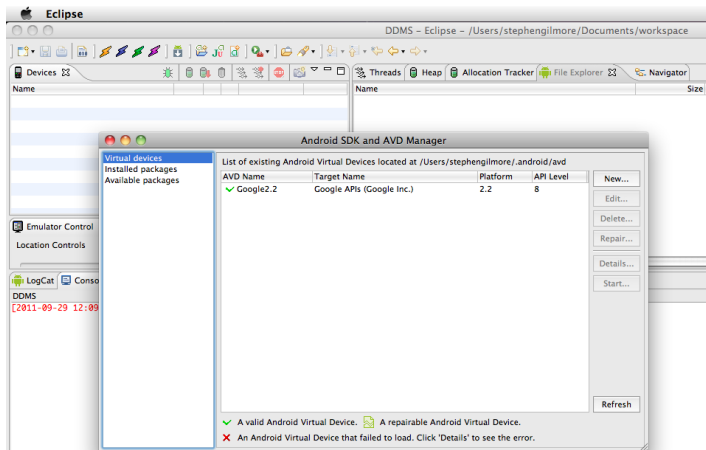 Eclipse
DDMS - Eclipse - /Users/stephengilmore/Documents/workspace
Devices
Threads Heap Allocation Tracker File Explorer Navigator
Name
Name Size
Android SDK and AVD Manager
Virtual devices
Installed packages
Available packages
List of existing Android Virtual Devices located at /Users/stephengilmore/.android/avd
AVD Name Target Name Platform API Level
Google2.2 Google APIs (Google Inc.) 2.2 8
New...
Edit...
Delete...
Repair...
Details...
Start...
Refresh
Emulator Control
Location Controls
LogCat Conso
DDMS
[2011-09-29 12:09
A valid Android Virtual Device. A repairable Android Virtual Device.
An Android Virtual Device that failed to load. Click 'Details' to see the error.